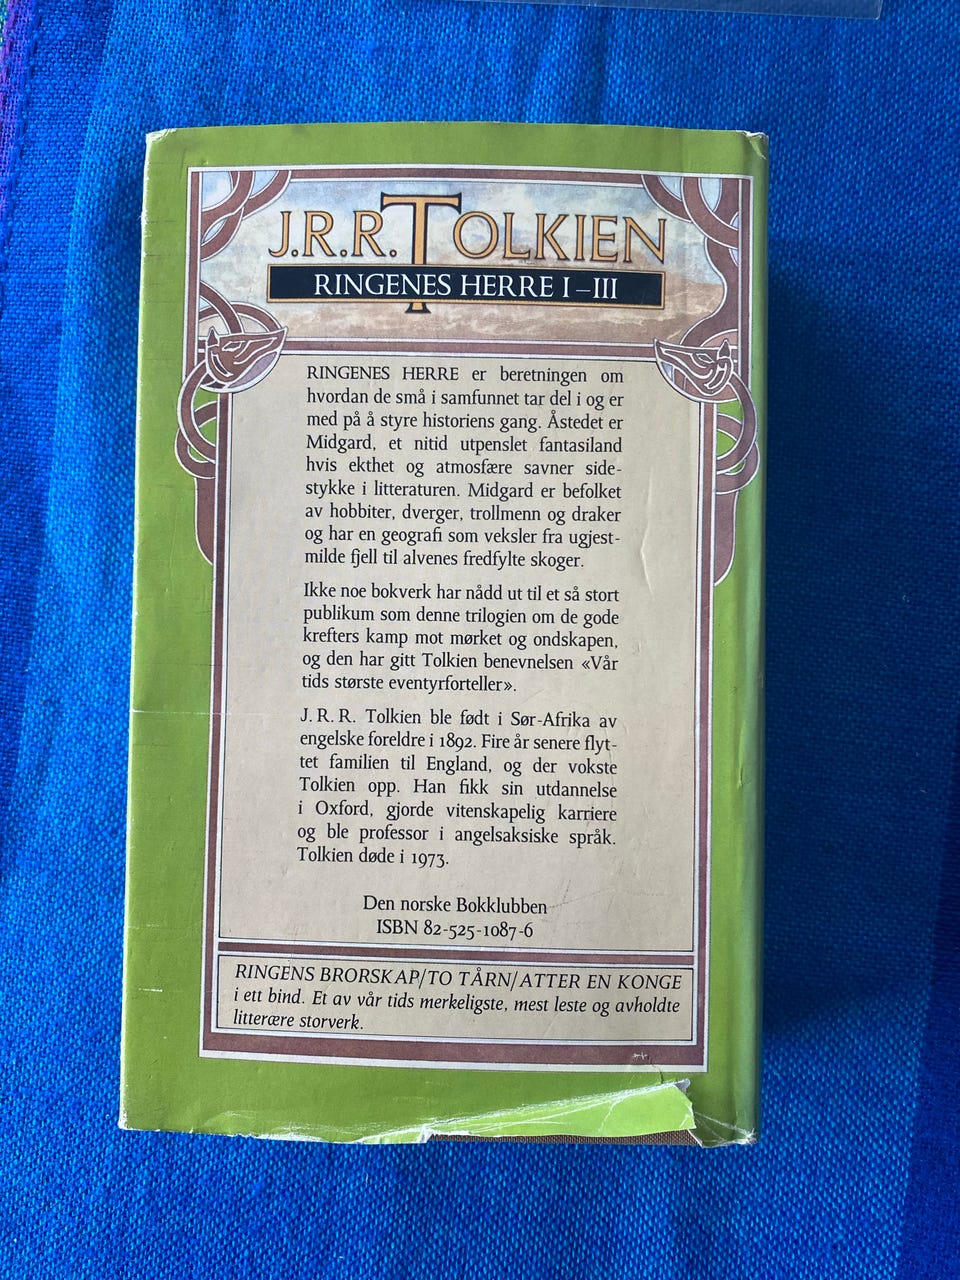 J.R.R. TOLKIEN
RINGENES HERRE I–III
RINGENES HERRE er beretningen om
hvordan de små i samfunnet tar del i og er
med på å styre historiens gang. Åstedet er
Midgard, et nitid utpenslet fantasiland
hvis ekthet og atmosfære savner side-
stykke i litteraturen. Midgard er befolket
av hobbiter, dverger, trollmenn og draker
og har en geografi som veksler fra ugjest-
milde fjell til alvenes fredfylte skoger.
Ikke noe bokverk har nådd ut til et så stort
publikum som denne trilogien om de gode
krefters kamp mot mørket og ondskapen,
og den har gitt Tolkien benevnelsen «Vår
tids største eventyrforteller».
J. R. R. Tolkien ble født i Sør-Afrika av
engelske foreldre i 1892. Fire år senere flyt-
tet familien til England, og der vokste
Tolkien opp. Han fikk sin utdannelse
i Oxford, gjorde vitenskapelig karriere
og ble professor i angelsaksiske språk.
Tolkien døde i 1973.
Den norske Bokklubben
ISBN 82-525-1087-6
RINGENS BRORSKAP/TO TÅRN/ATTER EN KONGE
i ett bind. Et av vår tids merkeligste, mest leste og avholdte
litterære storverk.